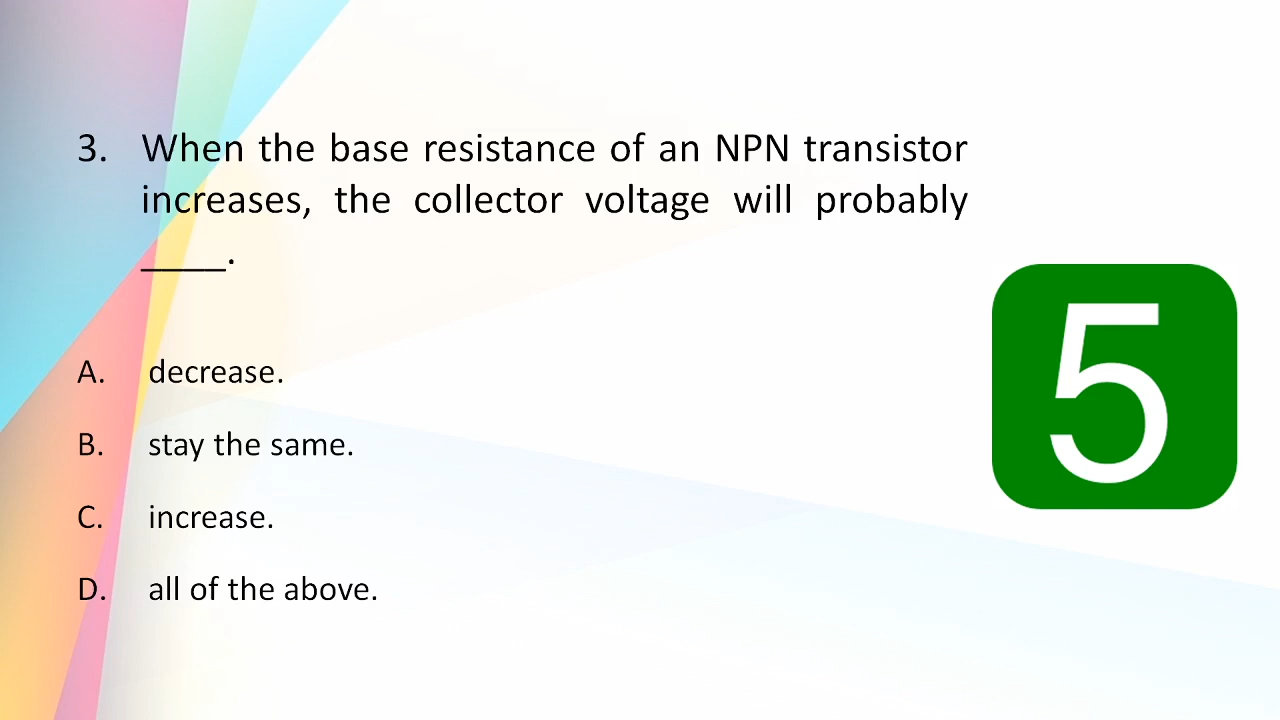 3. When the base resistance of an NPN transistor
increases, the collector voltage will probably
____.
A. decrease.
B. stay the same.
C. increase.
D. all of the above.
5